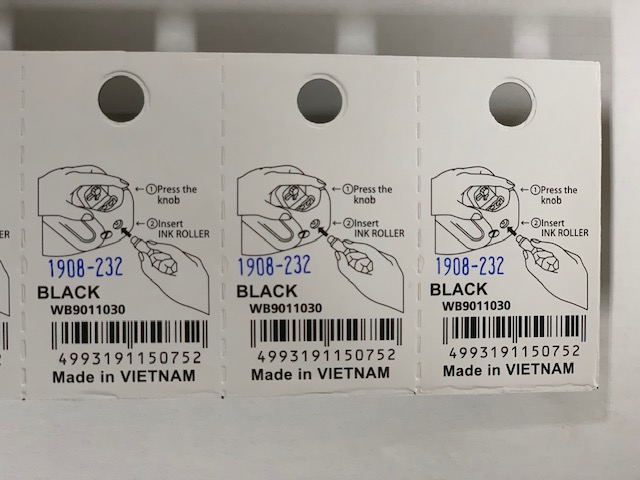 ①Press the
knob
②Insert
INK ROLLER
1908-232
BLACK
WB9011030
4993191150752
Made in VIETNAM
①Press the
knob
②Insert
INK ROLLER
1908-232
BLACK
WB9011030
4993191150752
Made in VIETNAM
①Press the
knob
②Insert
INK ROLLER
1908-232
BLACK
WB9011030
4993191150752
Made in VIETNAM